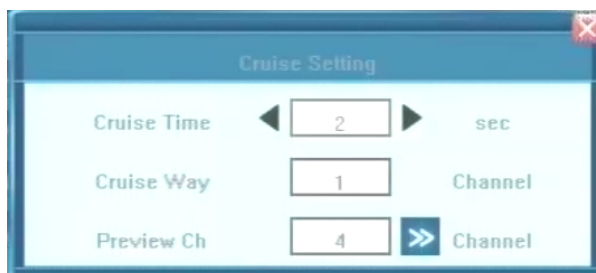 Cruise Setting
Cruise Time 2 sec
Cruise Way 1 Channel
Preview Ch 4 Channel